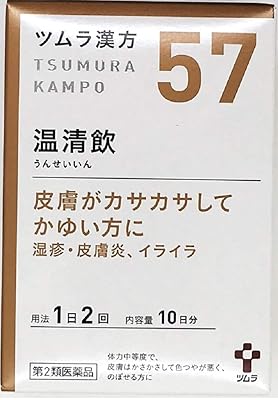 ツムラ漢方
TSUMURA
KAMPO
57
温清飲
うんせいいん
皮膚がカサカサして
かゆい方に
湿疹・皮膚炎、イライラ
用法 1日2回 内容量 10日分
第2類医薬品
体力中等度で、
皮膚はかさかさして色つやが悪く、
のぼせる方に
ツムラ